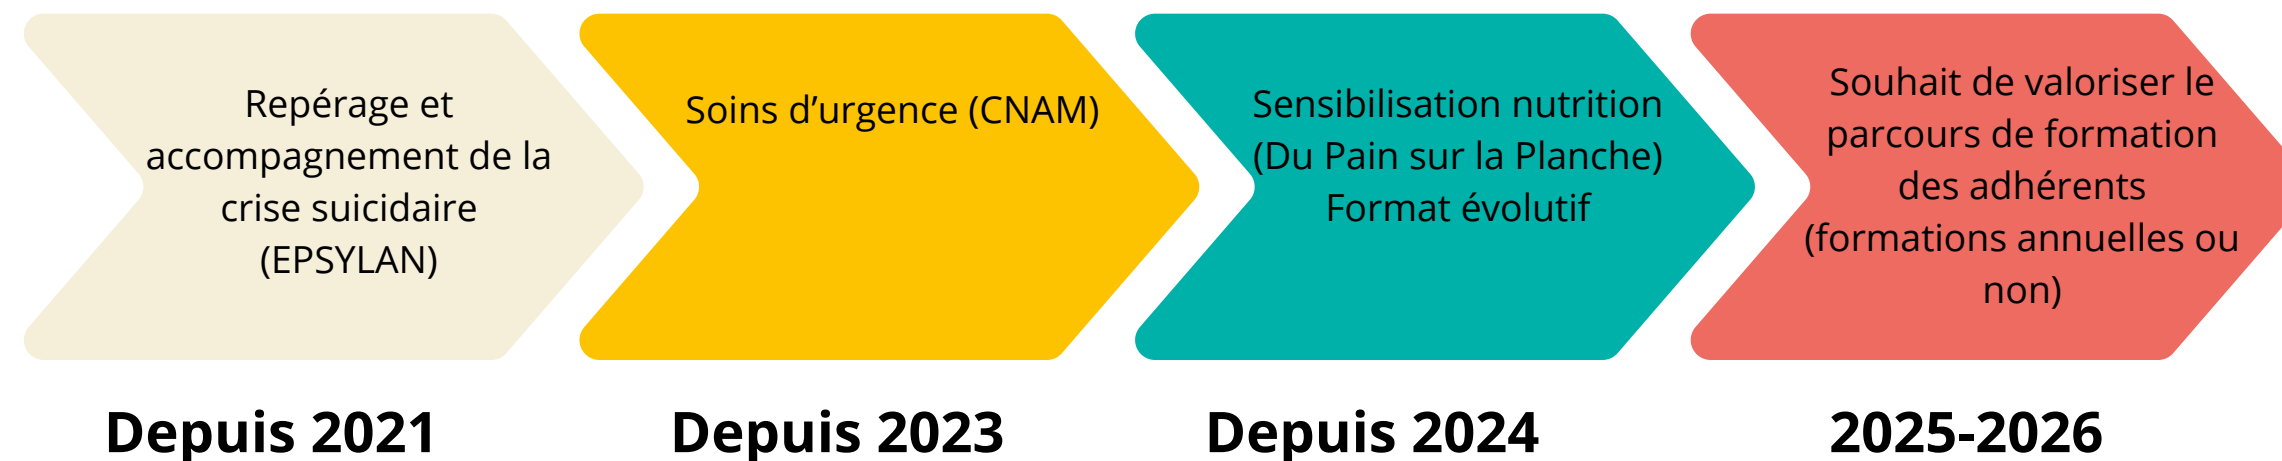 Repérage et
accompagnement de la
crise suicidaire
(EPSYLAN)
Soins d’urgence (CNAM)
Sensibilisation nutrition
(Du Pain sur la Planche)
Format évolutif
Souhait de valoriser le
parcours de formation
des adhérents
(formations annuelles ou
non)
Depuis 2021
Depuis 2023
Depuis 2024
2025-2026